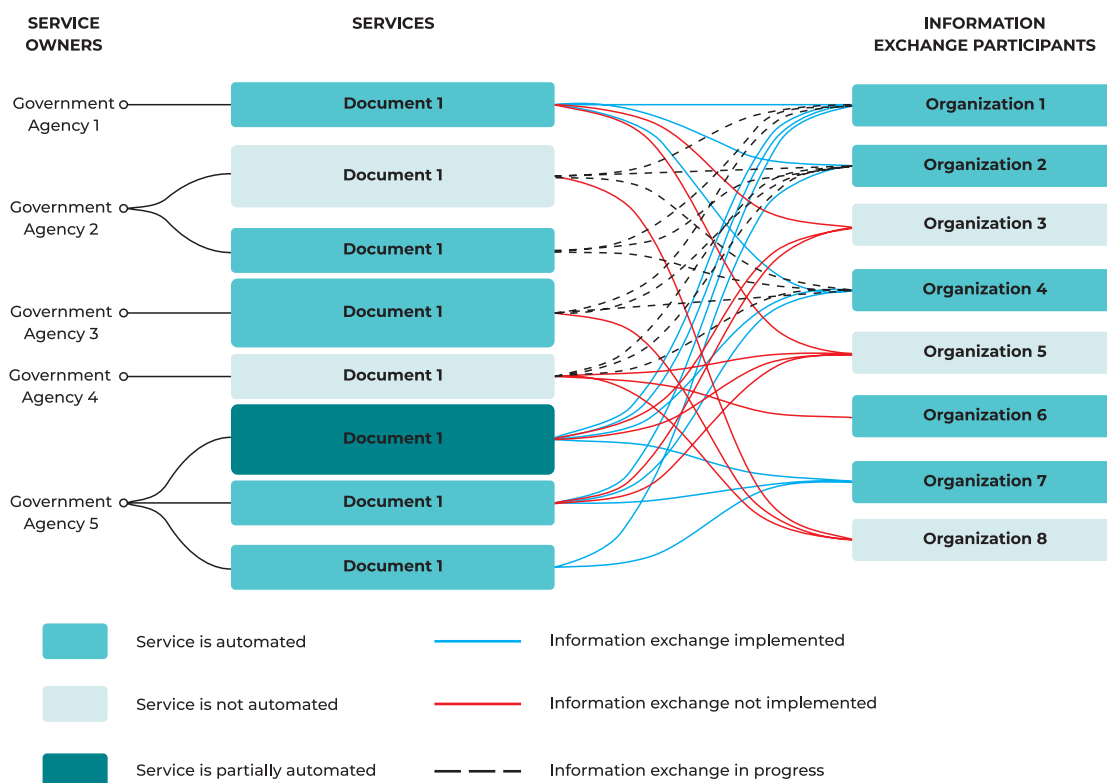 SERVICE
OWNERS
SERVICES
INFORMATION
EXCHANGE PARTICIPANTS
Government
Agency 1
Government
Agency 2
Government
Agency 3
Government
Agency 4
Government
Agency 5
Document 1
Document 1
Document 1
Document 1
Document 1
Document 1
Document 1
Document 1
Organization 1
Organization 2
Organization 3
Organization 4
Organization 5
Organization 6
Organization 7
Organization 8
Service is automated
Information exchange implemented
Service is not automated
Information exchange not implemented
Service is partially automated
Information exchange in progress